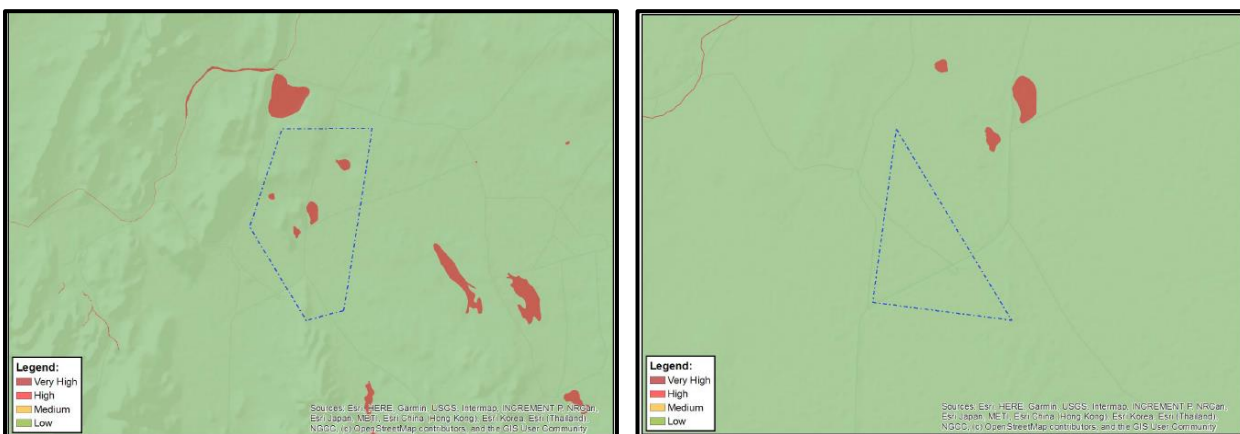 Legend:
Very High
High
Medium
Low
Sources: Esri, HERE, Garmin, USGS, Intermap, INCREMENT P, NRCan,
Esri Japan, METI, Esri China (Hong Kong), Esri Korea, Esri (Thailand),
NGCC, (c) OpenStreetMap contributors, and the GIS User Community
Legend:
Very High
High
Medium
Low
Sources: Esri, HERE, Garmin, USGS, Intermap, INCREMENT P, NRCan,
Esri Japan, METI, Esri China (Hong Kong), Esri Korea, Esri (Thailand),
NGCC, (c) OpenStreetMap contributors, and the GIS User Community